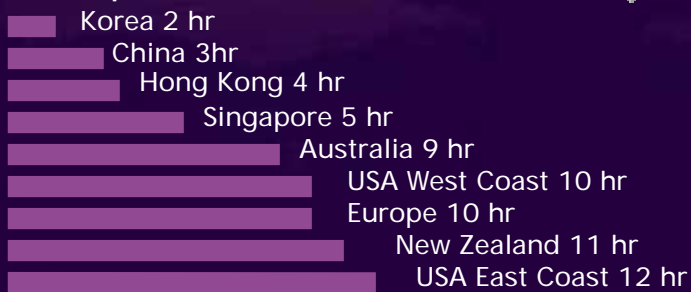 Korea 2 hr
China 3hr
Hong Kong 4 hr
Singapore 5 hr
Australia 9 hr
USA West Coast 10 hr
Europe 10 hr
New Zealand 11 hr
USA East Coast 12 hr